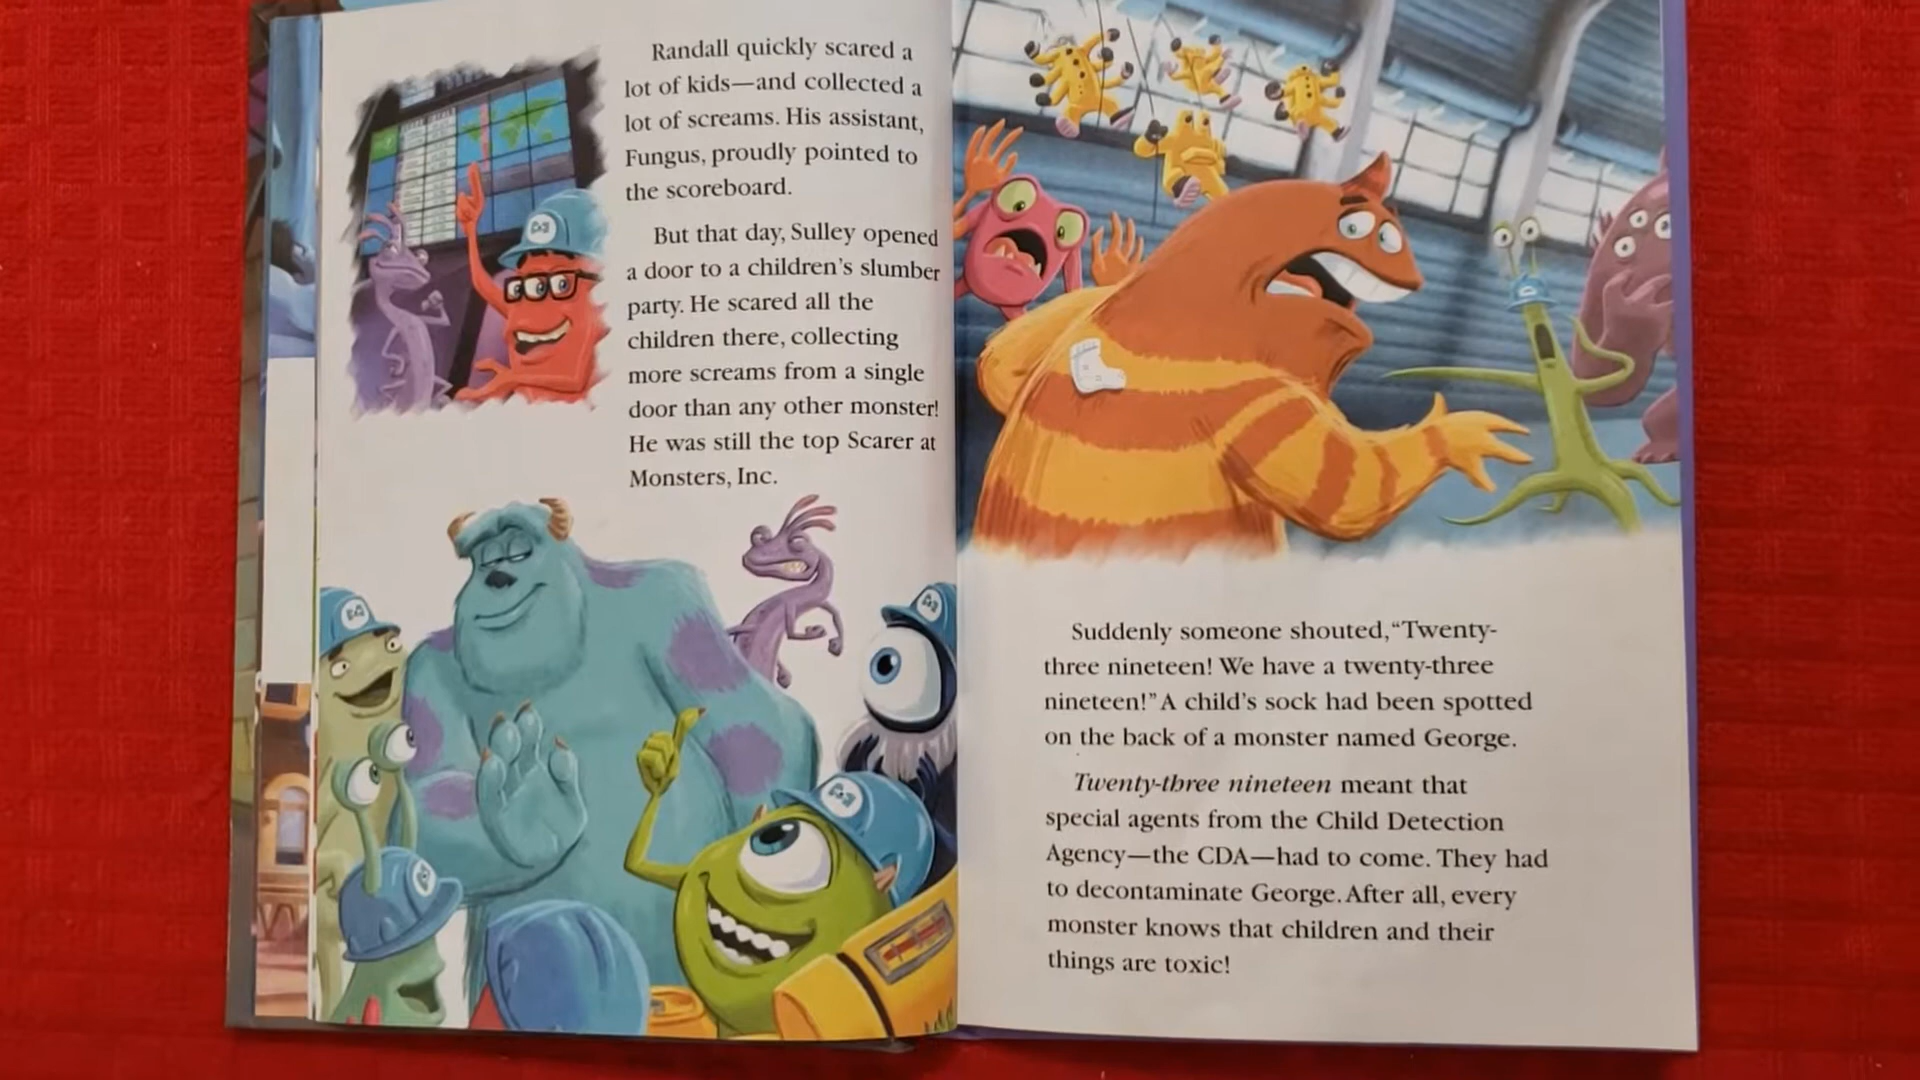 Randall quickly scared a
lot of kids—and collected a
lot of screams. His assistant,
Fungus, proudly pointed to
the scoreboard.
But that day, Sulley opened
a door to a children's slumber
party. He scared all the
children there, collecting
more screams from a single
door than any other monster!
He was still the top Scarer at
Monsters, Inc.
Suddenly someone shouted, “Twenty-
three nineteen! We have a twenty-three
nineteen!” A child's sock had been spotted
on the back of a monster named George.
Twenty-three nineteen meant that
special agents from the Child Detection
Agency—the CDA—had to come. They had
to decontaminate George. After all, every
monster knows that children and their
things are toxic!